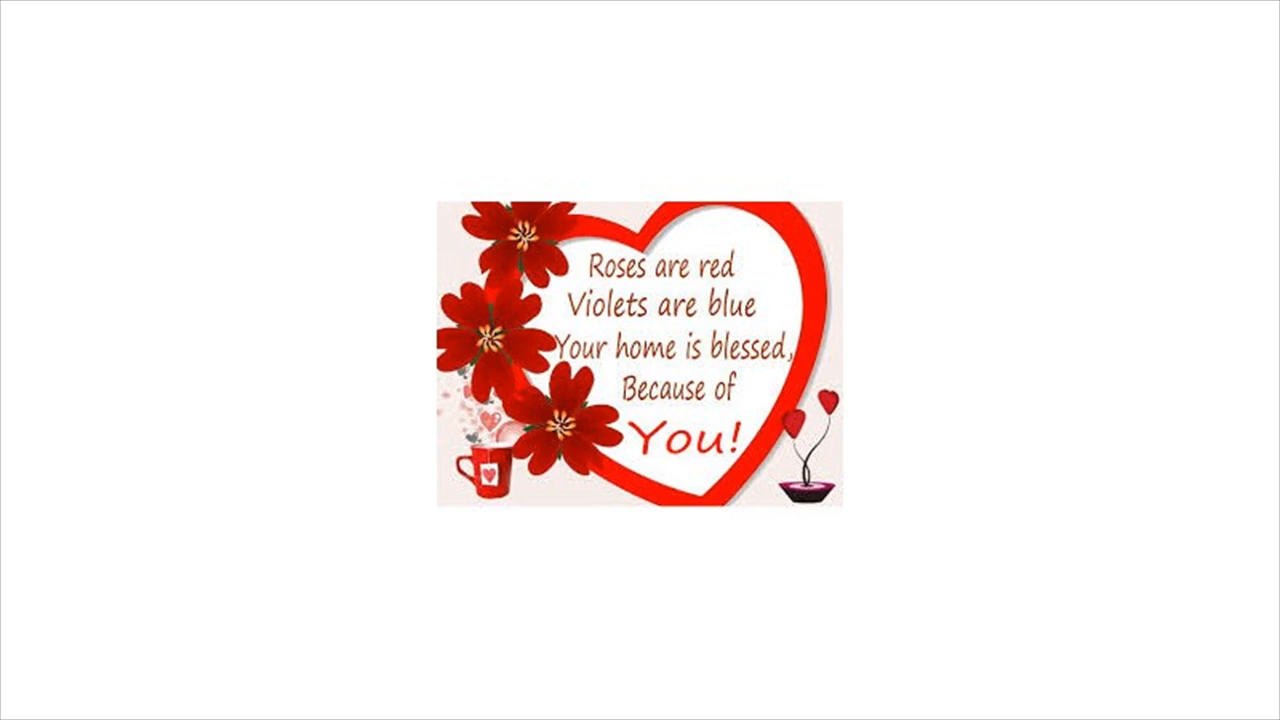 Roses are red
Violets are blue
Your home is blessed,
Because of
You!